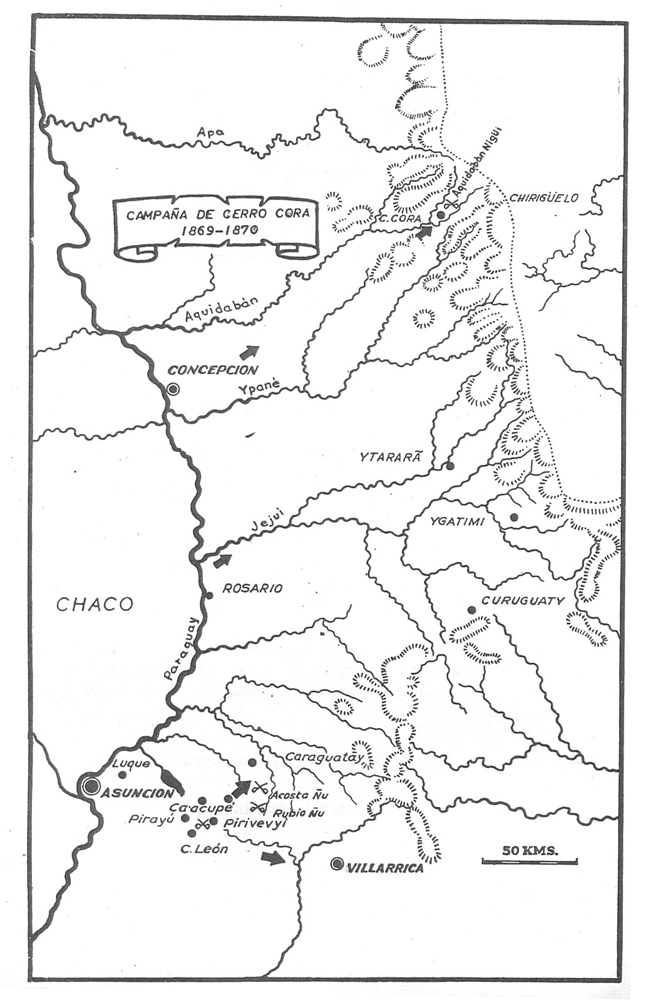 Apa
Aquidabán Nigüi
CHIRIGÜELO
CAMPAÑA DE CERRO CORA
1869-1870
C. CORA
Aquidabán
CONCEPCION
Ypané
YTARARÃ
Jejui
YGATIMI
ROSARIO
CURUGUATY
CHACO
Paraguay
Caraguatay
Luque
ASUNCION
Acosta Ñu
Ca·acupé
Rubio Ñu
Pirayú
Pirivevyi
C. León
50 KMS.
VILLARRICA